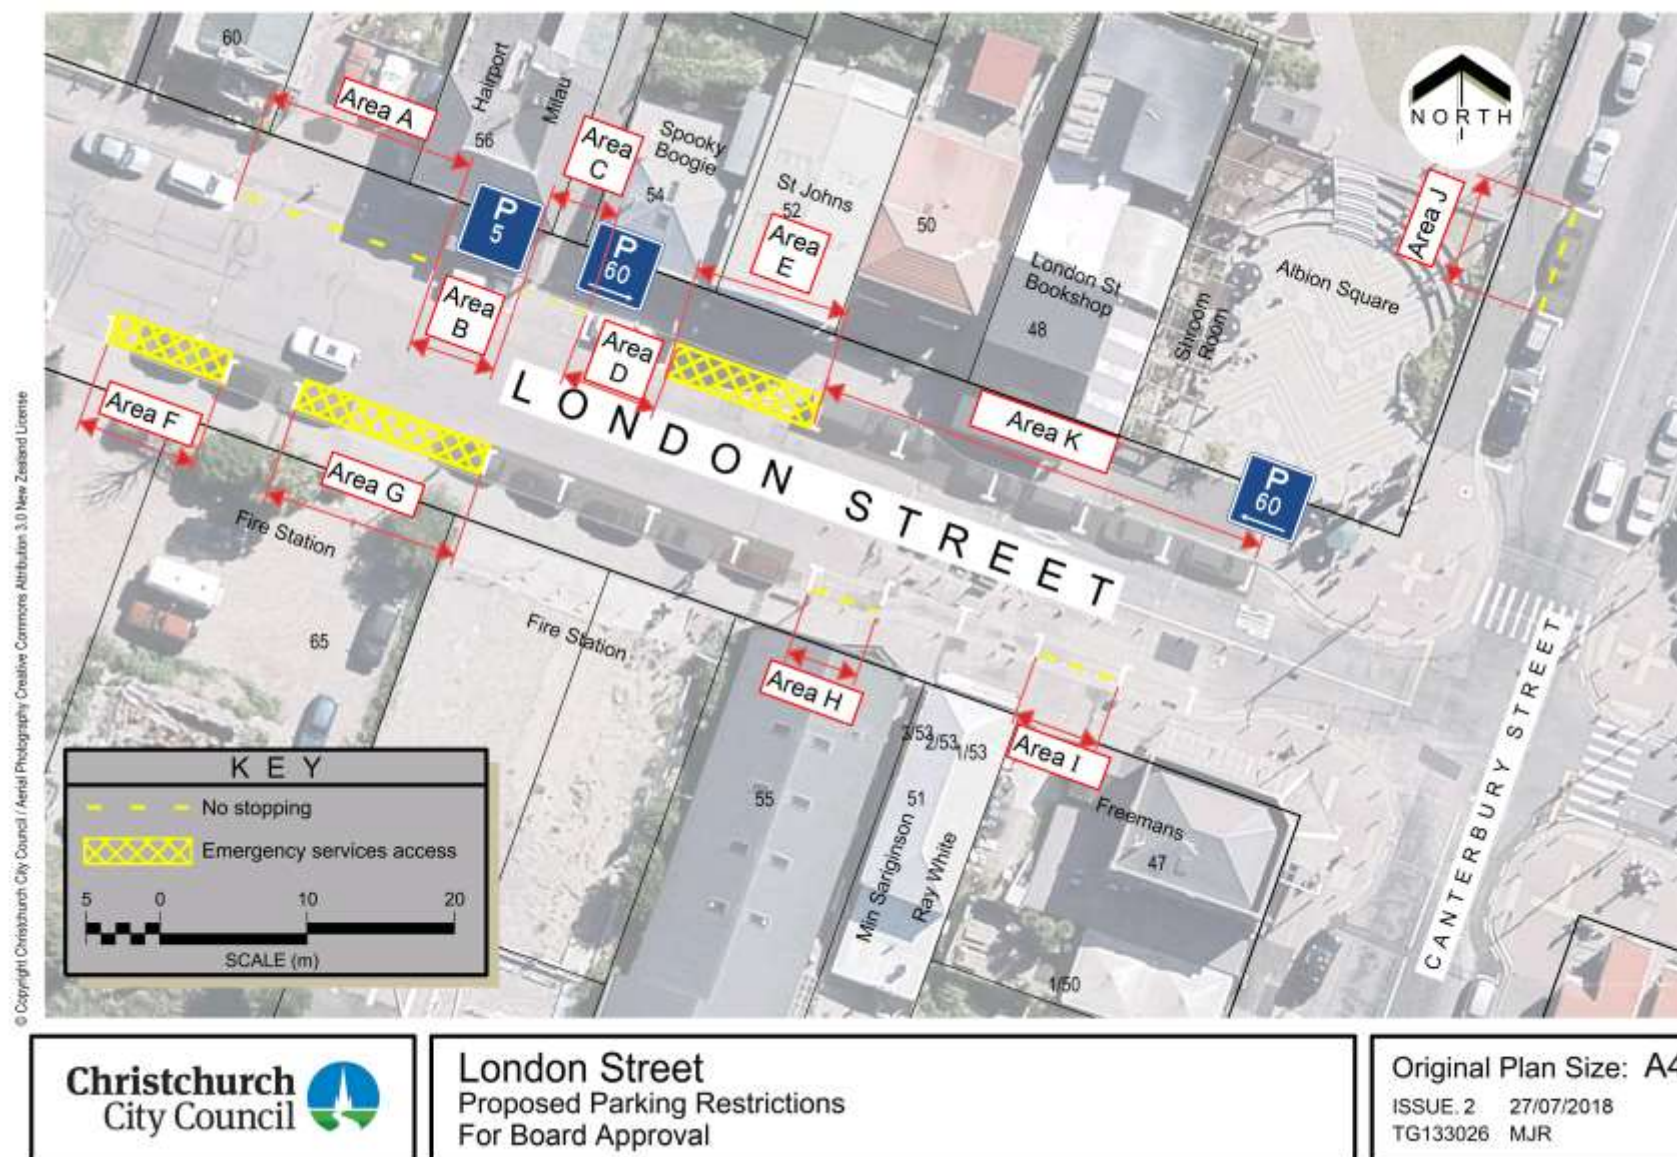 60
Area A
Hairport
56
Milau
Area
C
Spooky
Boogie
54
St Johns
52
Area
E
50
London St
Bookshop
48
Shroom
Room
Albion Square
Area J
NORTH
P
5
P
60
Area
B
Area
D
Area F
Area G
Area K
P
60
LONDON STREET
Fire Station
65
Fire Station
Area H
Area I
55
3/53
2/53
1/53
51
Min Sariginson
Ray White
Freemans
47
1/50
CANTERBURY STREET
KEY
No stopping
Emergency services access
5 0 10 20
SCALE (m)
© Copyright Christchurch City Council / Aerial Photography Creative Commons Attribution 3.0 New Zealand License
Christchurch
City Council
London Street
Proposed Parking Restrictions
For Board Approval
Original Plan Size: A4
ISSUE. 2 27/07/2018
TG133026 MJR